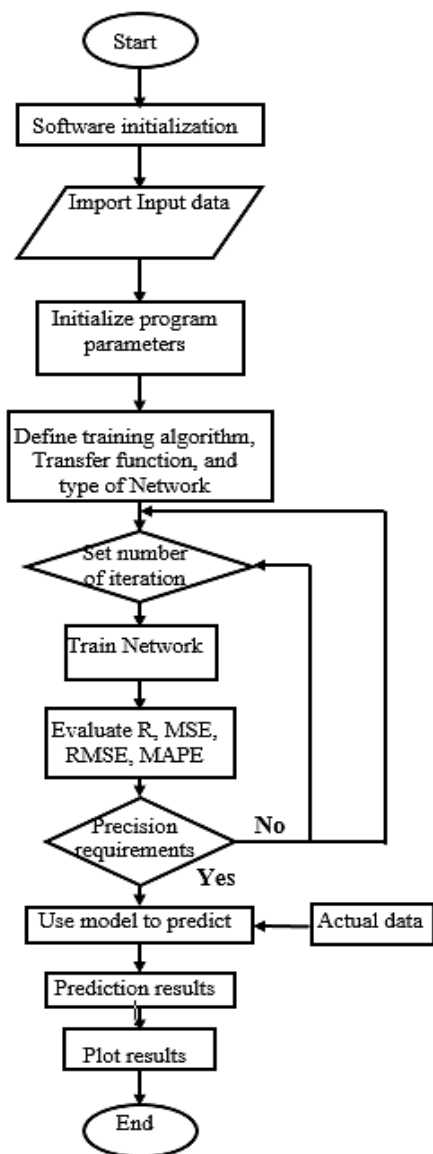 Start
Software initialization
Import Input data
Initialize program
parameters
Define training algorithm,
Transfer function, and
type of Network
Set number
of iteration
Train Network
Evaluate R, MSE,
RMSE, MAPE
Precision
requirements
No
Yes
Use model to predict
Actual data
Prediction results
Plot results
End